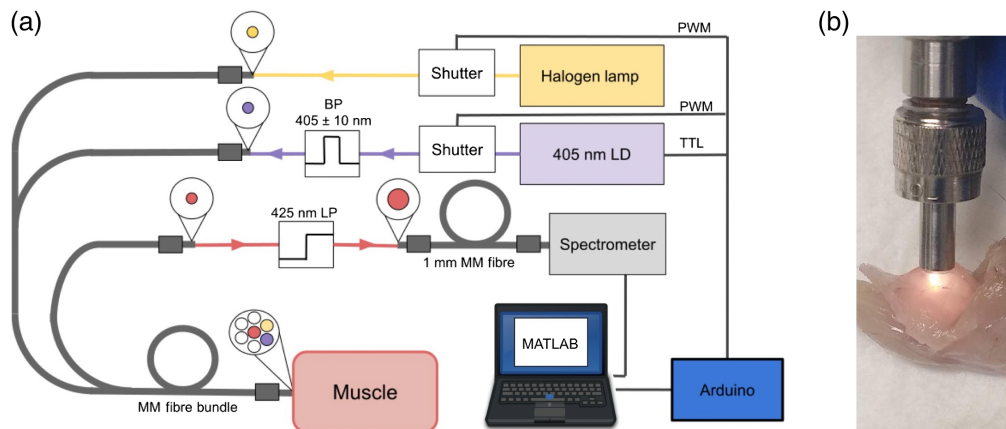 (a)
(b)
PWM
Shutter
Halogen lamp
BP
405 ± 10 nm
PWM
Shutter
405 nm LD
TTL
425 nm LP
1 mm MM fibre
Spectrometer
MATLAB
Muscle
MM fibre bundle
Arduino